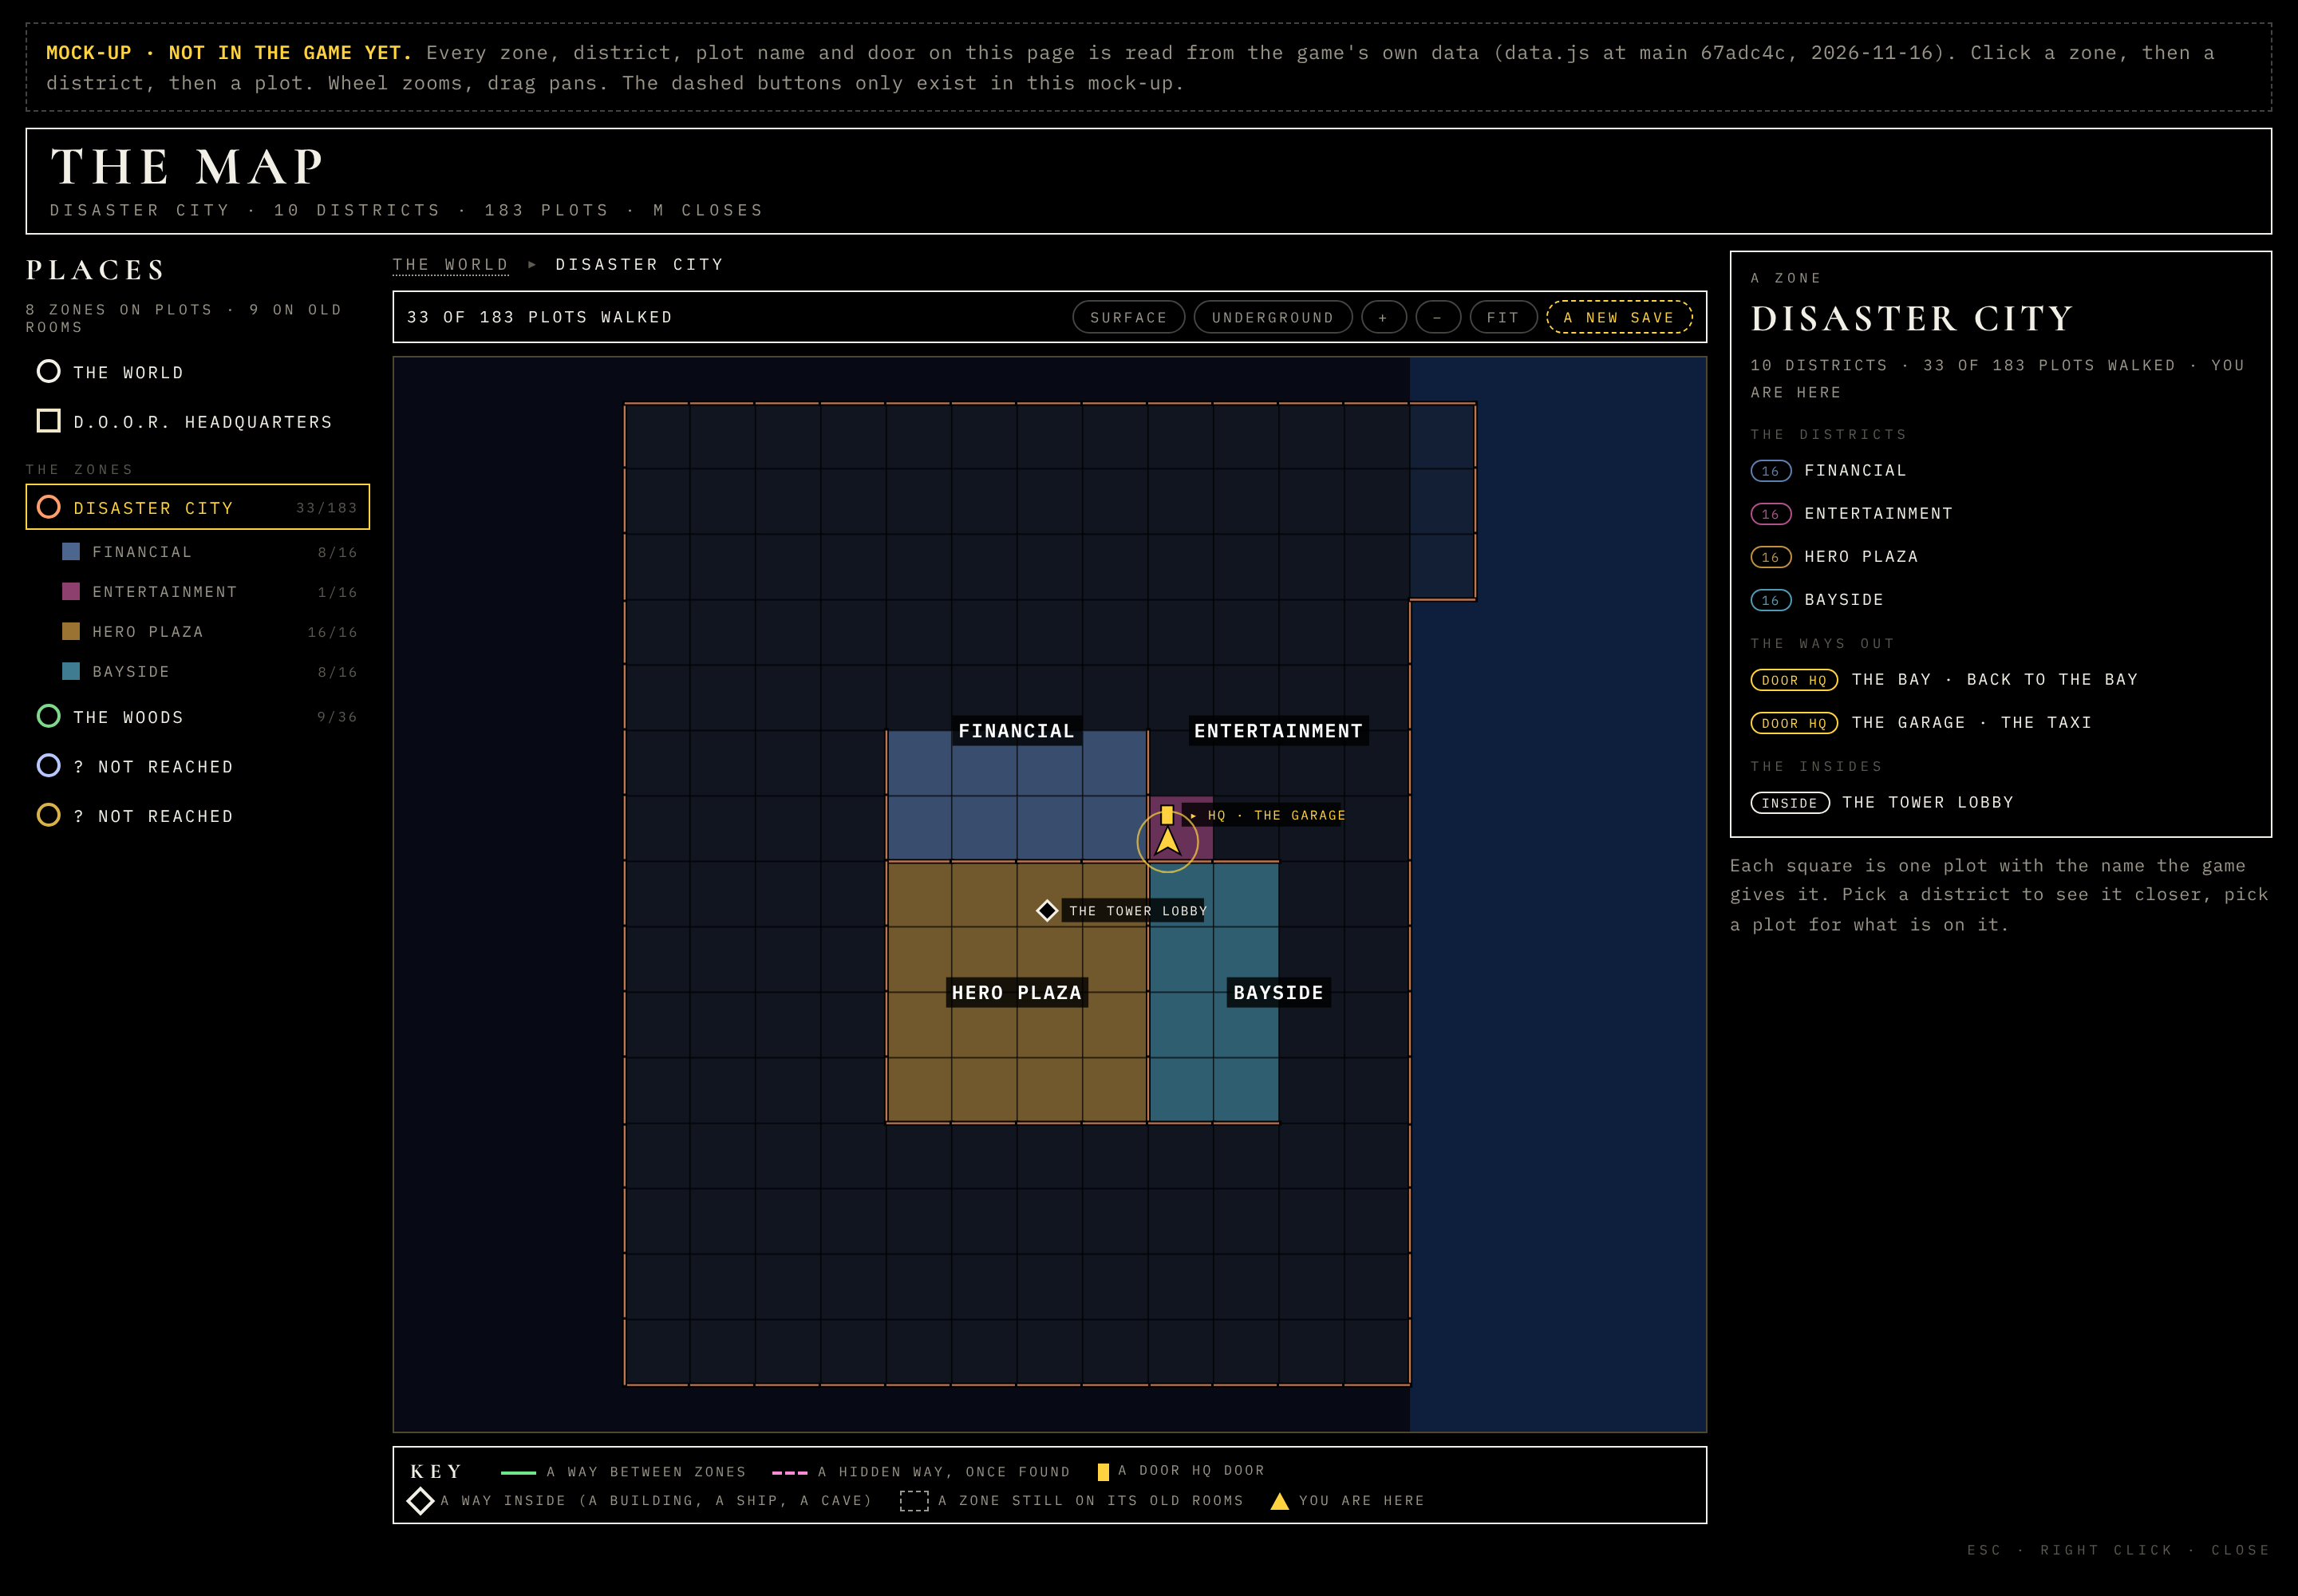 MOCK-UP · NOT IN THE GAME YET. Every zone, district, plot name and door on this page is read from the game's own data (data.js at main 67adc4c, 2026-11-16). Click a zone, then a
district, then a plot. Wheel zooms, drag pans. The dashed buttons only exist in this mock-up.
THE MAP
DISASTER CITY · 10 DISTRICTS · 183 PLOTS · M CLOSES
PLACES
8 ZONES ON PLOTS · 9 ON OLD
ROOMS
THE WORLD
D.O.O.R. HEADQUARTERS
THE ZONES
DISASTER CITY 33/183
FINANCIAL 8/16
ENTERTAINMENT 1/16
HERO PLAZA 16/16
BAYSIDE 8/16
THE WOODS 9/36
? NOT REACHED
? NOT REACHED
THE WORLD ▸ DISASTER CITY
33 OF 183 PLOTS WALKED
SURFACE
UNDERGROUND
+
−
FIT
A NEW SAVE
FINANCIAL
ENTERTAINMENT
▸ HQ · THE GARAGE
THE TOWER LOBBY
HERO PLAZA
BAYSIDE
KEY
A WAY BETWEEN ZONES
A HIDDEN WAY, ONCE FOUND
A DOOR HQ DOOR
A WAY INSIDE (A BUILDING, A SHIP, A CAVE)
A ZONE STILL ON ITS OLD ROOMS
YOU ARE HERE
A ZONE
DISASTER CITY
10 DISTRICTS · 33 OF 183 PLOTS WALKED · YOU
ARE HERE
THE DISTRICTS
16 FINANCIAL
16 ENTERTAINMENT
16 HERO PLAZA
16 BAYSIDE
THE WAYS OUT
DOOR HQ THE BAY · BACK TO THE BAY
DOOR HQ THE GARAGE · THE TAXI
THE INSIDES
INSIDE THE TOWER LOBBY
Each square is one plot with the name the game
gives it. Pick a district to see it closer, pick
a plot for what is on it.
ESC · RIGHT CLICK · CLOSE